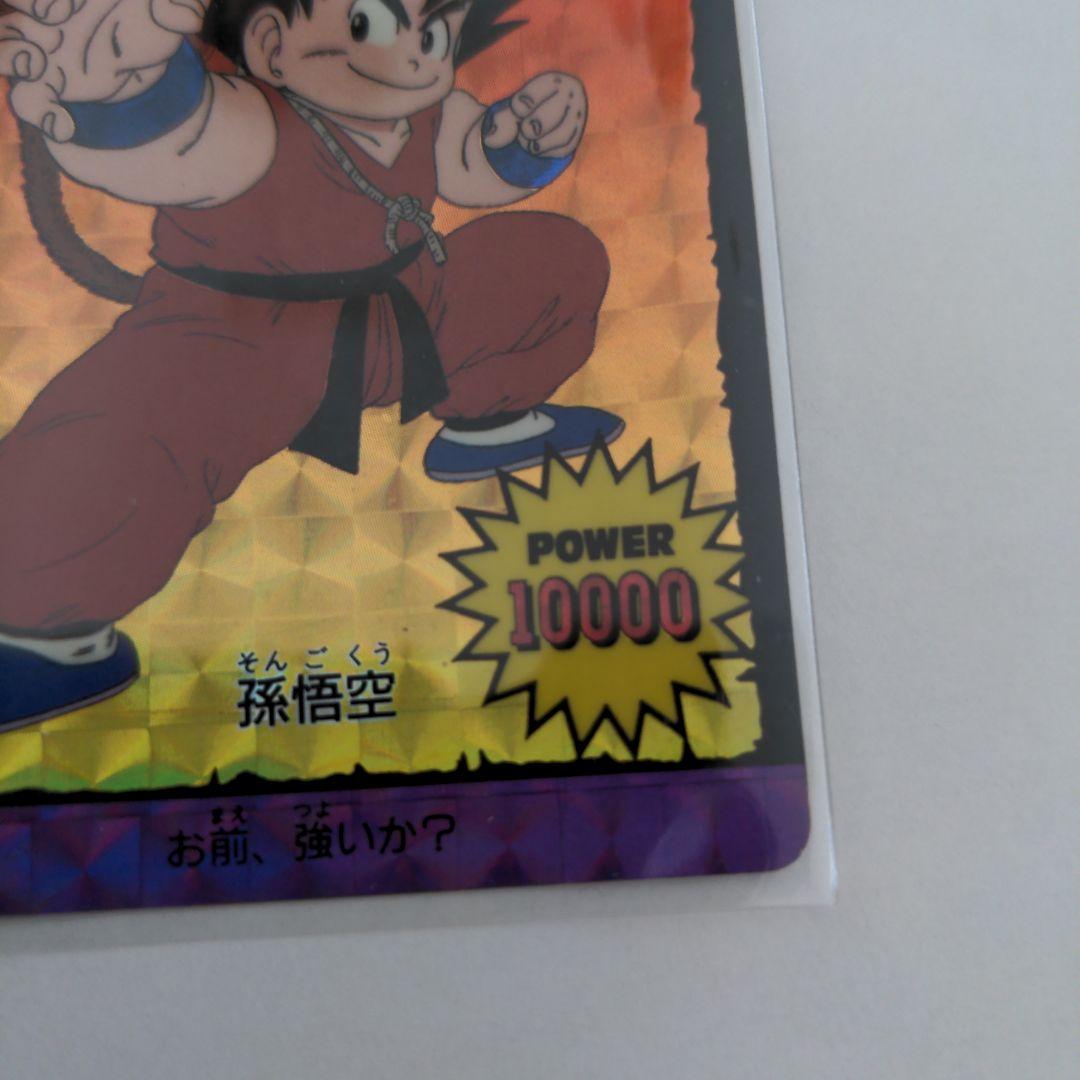 POWER
10000
そんごくう
孫悟空
まえ つよ
お前、強いか?